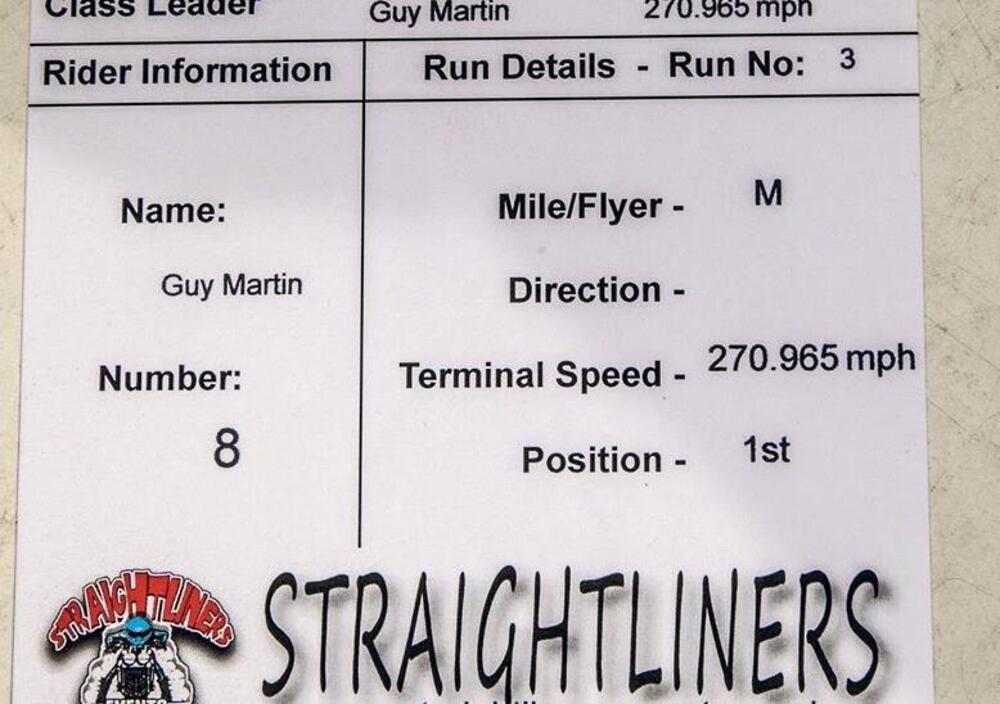 Class Leader Guy Martin 270.965 mph
Rider Information
Run Details - Run No: 3
Name:
Guy Martin
Number:
8
Mile/Flyer - M
Direction -
Terminal Speed - 270.965 mph
Position - 1st
STRAIGHTLINERS
EVENTS
STRAIGHTLINERS